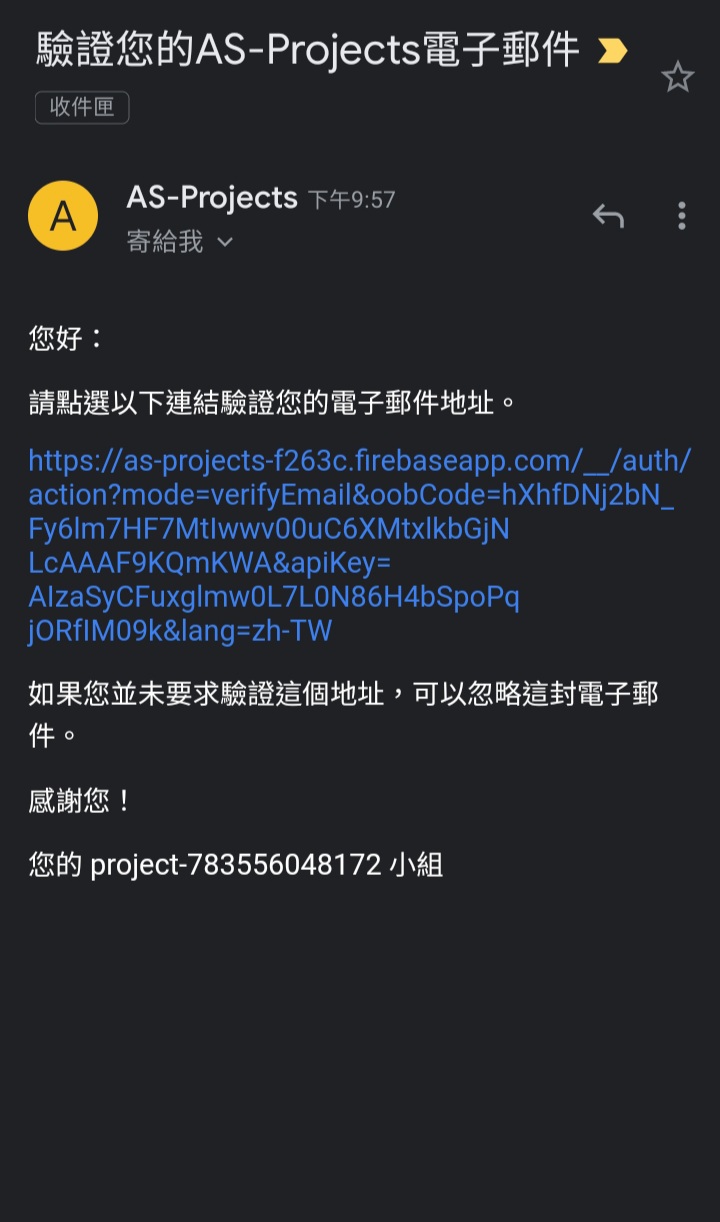 驗證您的AS-Projects電子郵件
收件匣
A
AS-Projects 下午9:57
寄給我
您好：
請點選以下連結驗證您的電子郵件地址。
https://as-projects-f263c.firebaseapp.com/__/auth/
action?mode=verifyEmail&oobCode=hXhfDNj2bN_
Fy6lm7HF7MtIwwv00uC6XMtxlkbGjN
LcAAAF9KQmKWA&apiKey=
AIzaSyCFuxglmw0L7L0N86H4bSpoPq
jORfIM09k&lang=zh-TW
如果您並未要求驗證這個地址，可以忽略這封電子郵
件。
感謝您！
您的 project-783556048172 小組